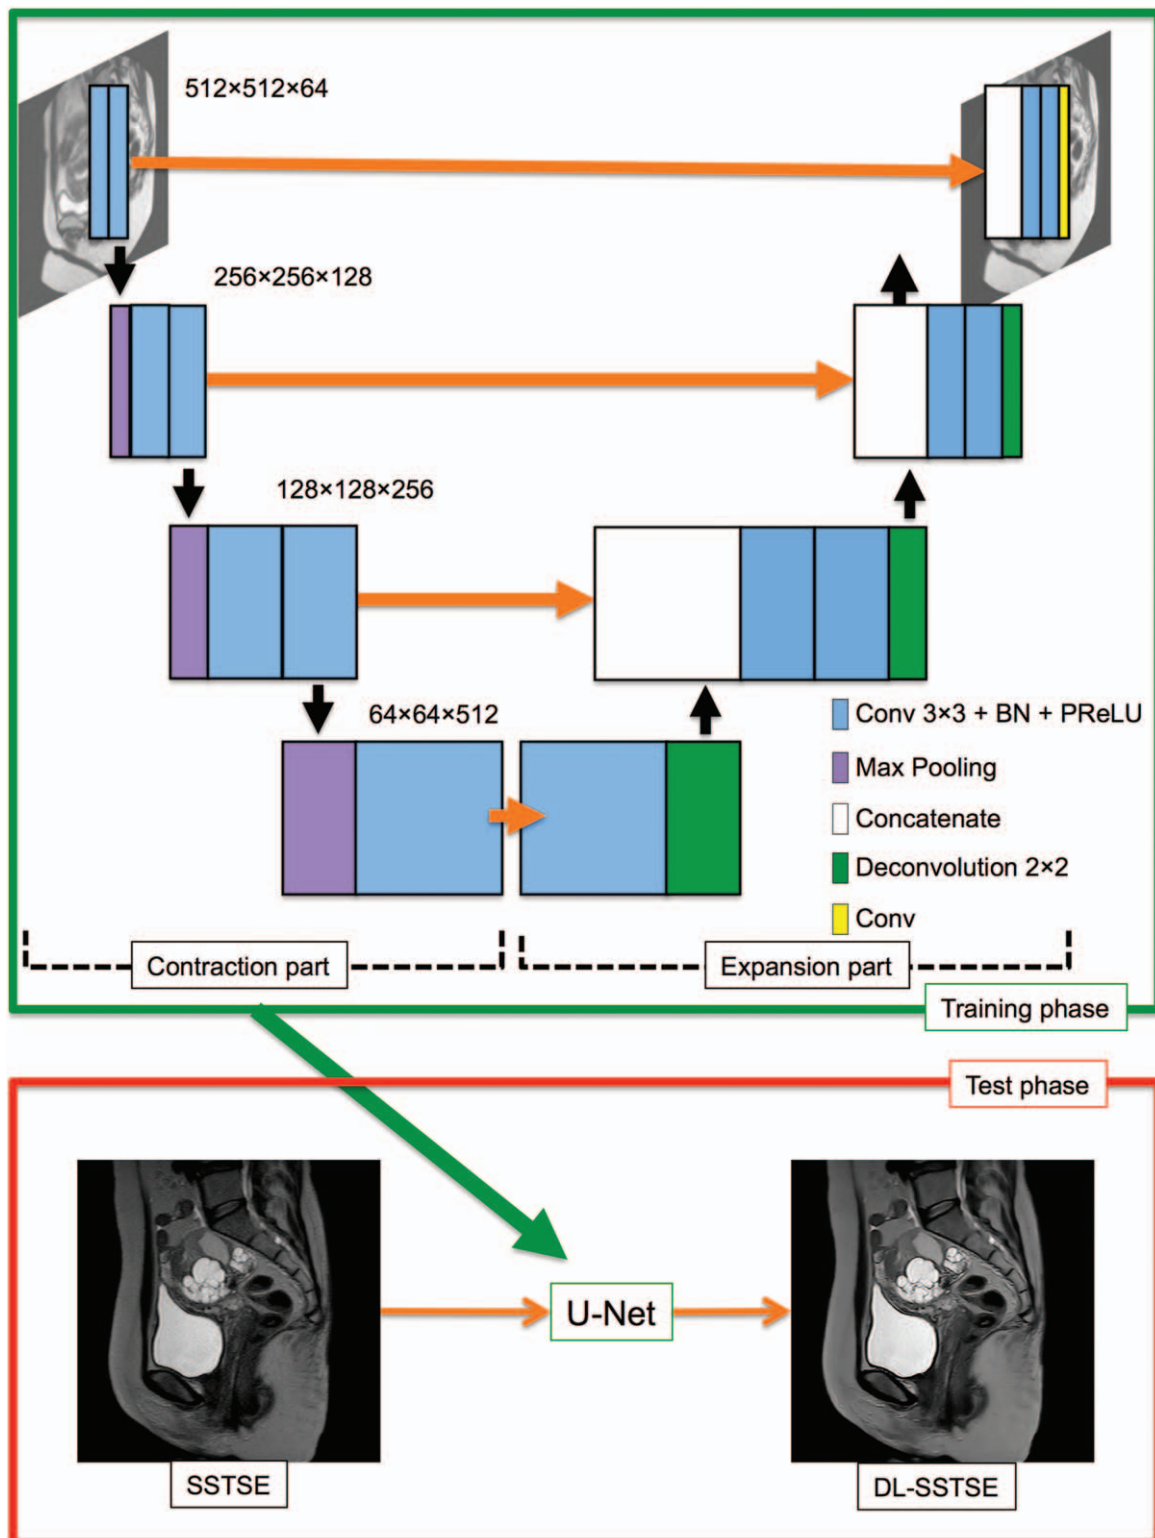 512×512×64
256×256×128
128×128×256
64×64×512
Conv 3×3 + BN + PReLU
Max Pooling
Concatenate
Deconvolution 2×2
Conv
Contraction part
Expansion part
Training phase
Test phase
U-Net
SSTSE
DL-SSTSE